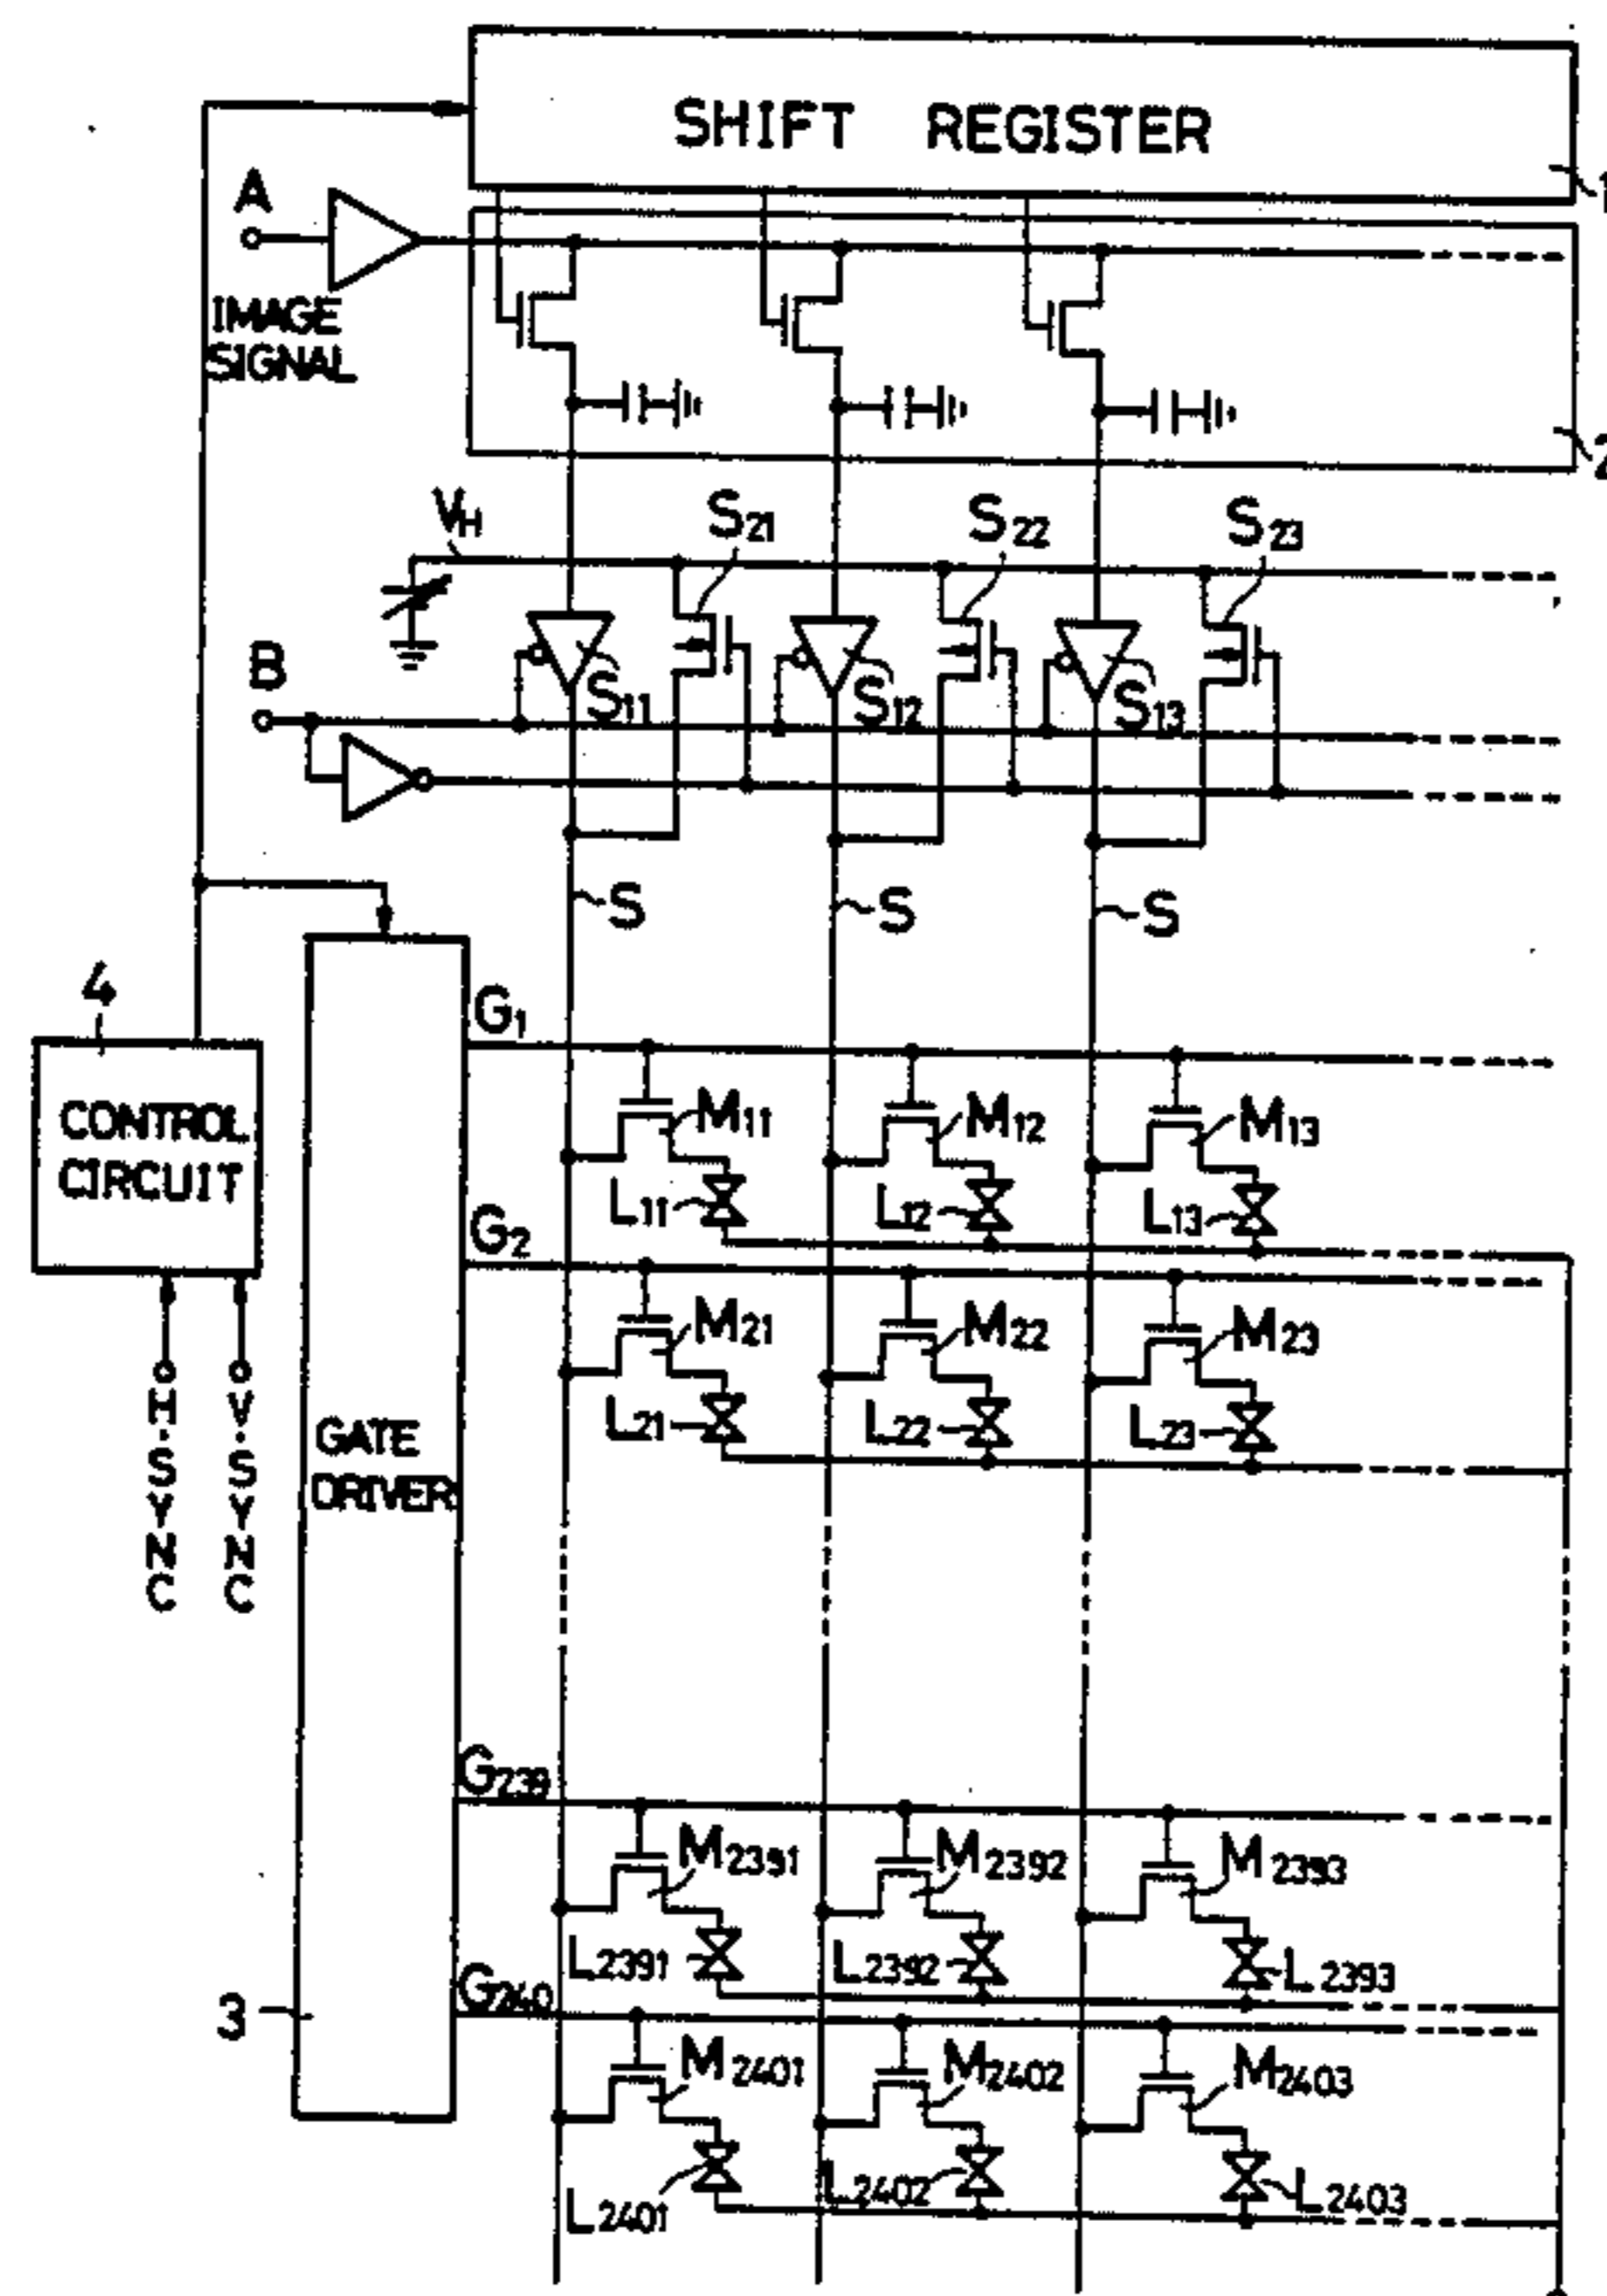 SHIFT REGISTER
1
A
IMAGE
SIGNAL
2
VH
S21
S22
S23
B
S11
S12
S13
S
S
S
4
G1
CONTROL
CIRCUIT
M11
M12
M13
L11
L12
L13
G2
M21
M22
M23
L21
L22
L23
H.SYNC
V.SYNC
GATE
DRIVER
G239
M2391
M2392
M2393
L2391
L2392
L2393
G240
3
M2401
M2402
M2403
L2401
L2402
L2403